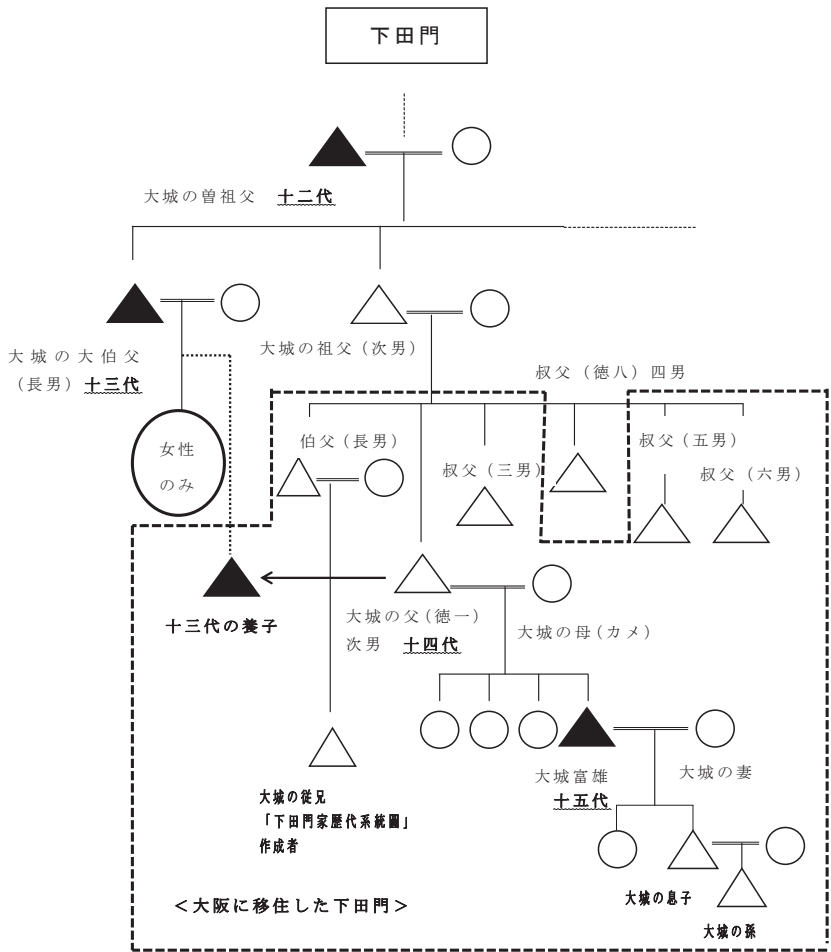 下田門
大城の曽祖父 十二代
大城の大伯父
（長男）十三代
大城の祖父（次男）
叔父（徳八）四男
女性
のみ
伯父（長男）
叔父（三男）
叔父（五男）
叔父（六男）
十三代の養子
大城の父（徳一）
次男 十四代
大城の母（カメ）
大城富雄
十五代
大城の妻
大城の従兄
「下田門家歴代系統圖」
作成者
大城の息子
大城の孫
＜大阪に移住した下田門＞